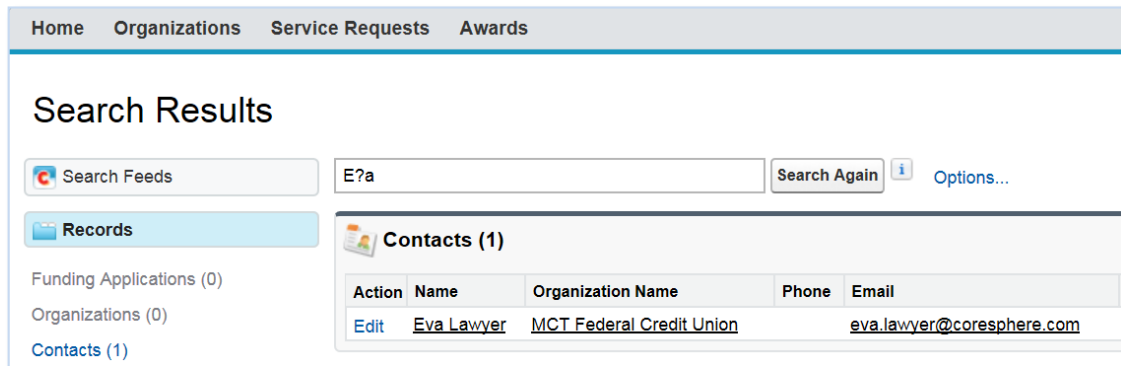 Home Organizations Service Requests Awards
Search Results
Search Feeds
E?a
Search Again
Options...
Records
Contacts (1)
Funding Applications (0)
Organizations (0)
Contacts (1)
Action Name Organization Name Phone Email
Edit Eva Lawyer MCT Federal Credit Union eva.lawyer@coresphere.com